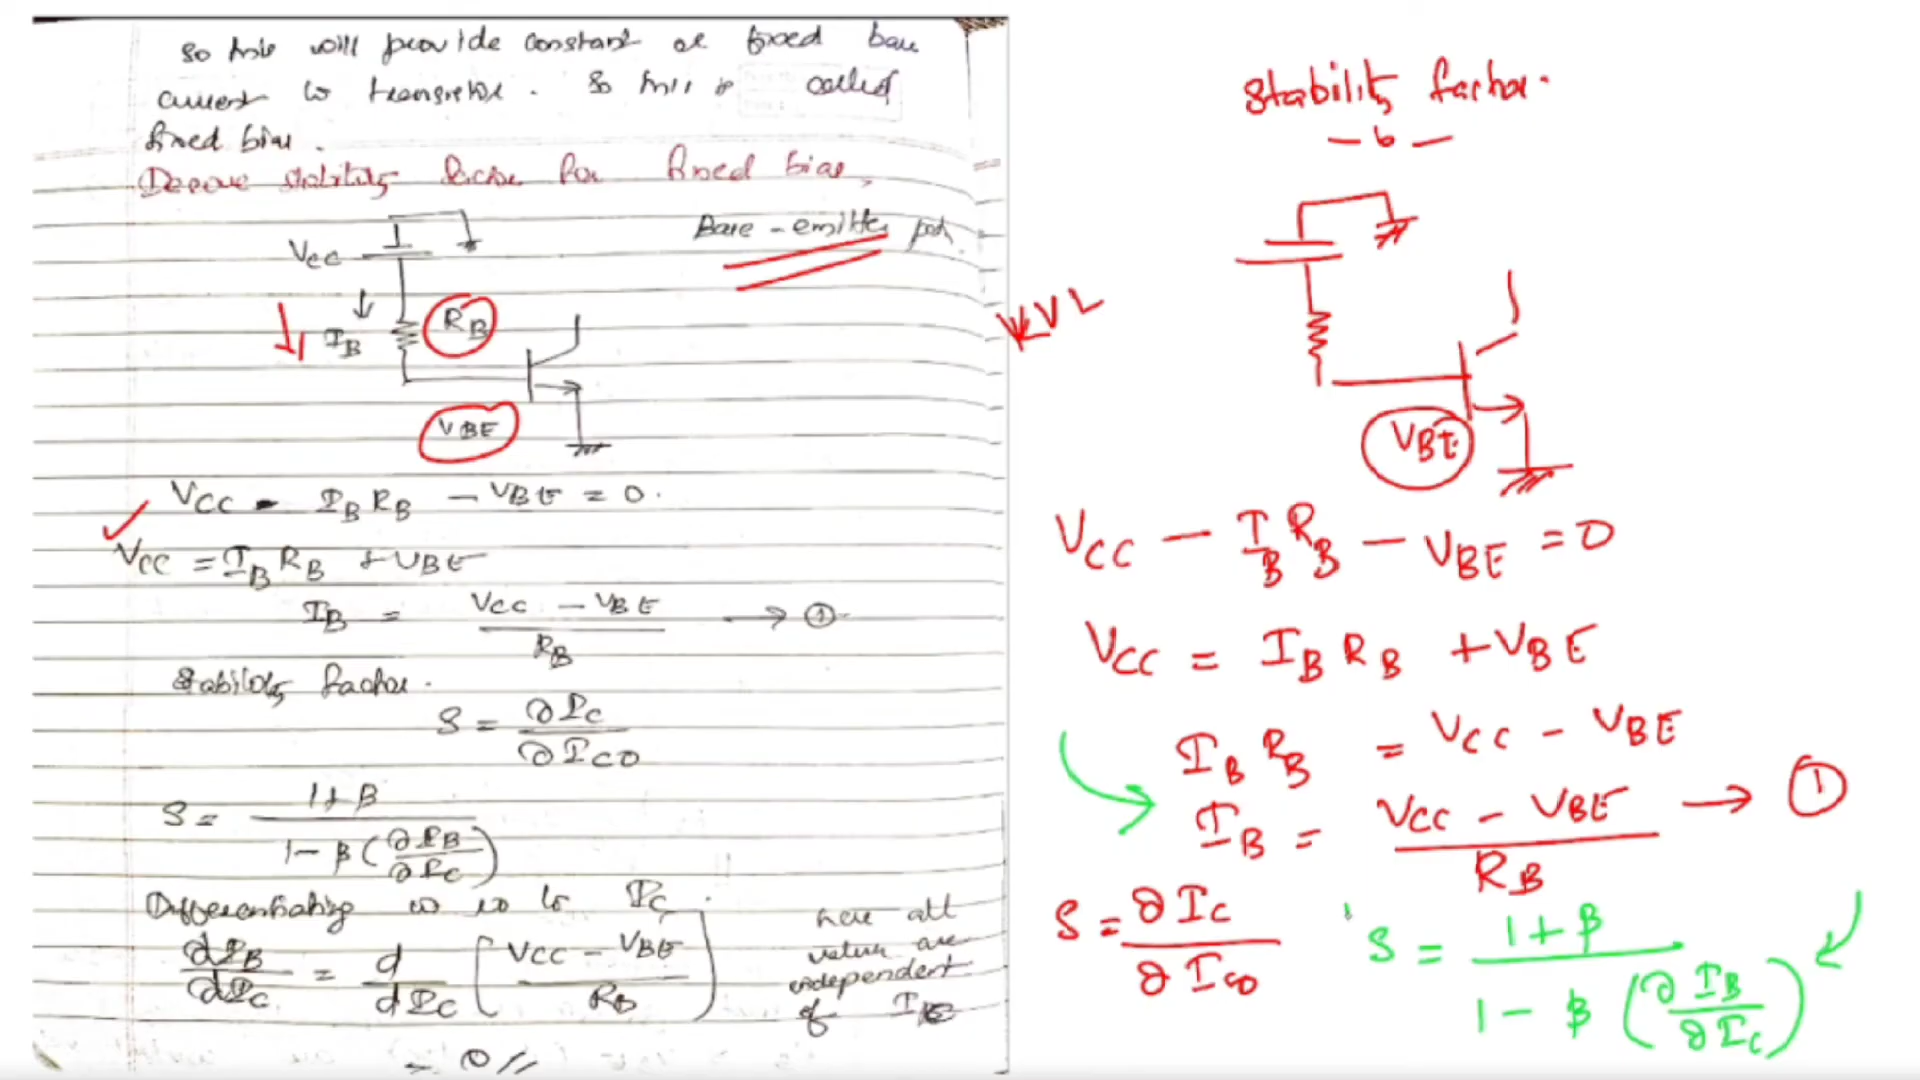 so this will provide constant or fixed base
current to transistor. So this is called
fixed bias.
Derive stability factor for fixed bias.
Base-emitter path
VCC
IB
RB
VBE
VCC - IB RB - VBE = 0.
VCC = IB RB + VBE
IB = VCC - VBE / RB → ①
Stability factor.
S = ∂IC / ∂ICO
S = 1+β / 1-β (∂IB / ∂IC)
Differentiating w r to IC.
dIB / dIC = d / dIC [VCC - VBE / RB]
here all
values are
independent
of
= 0 //
Stability factor.
KVL
VBE
VCC - IB RB - VBE = 0
VCC = IB RB + VBE
IB RB = VCC - VBE
IB = VCC - VBE / RB → ①
S = ∂IC / ∂ICO
S = 1+β / 1-β (∂IB / ∂IC)